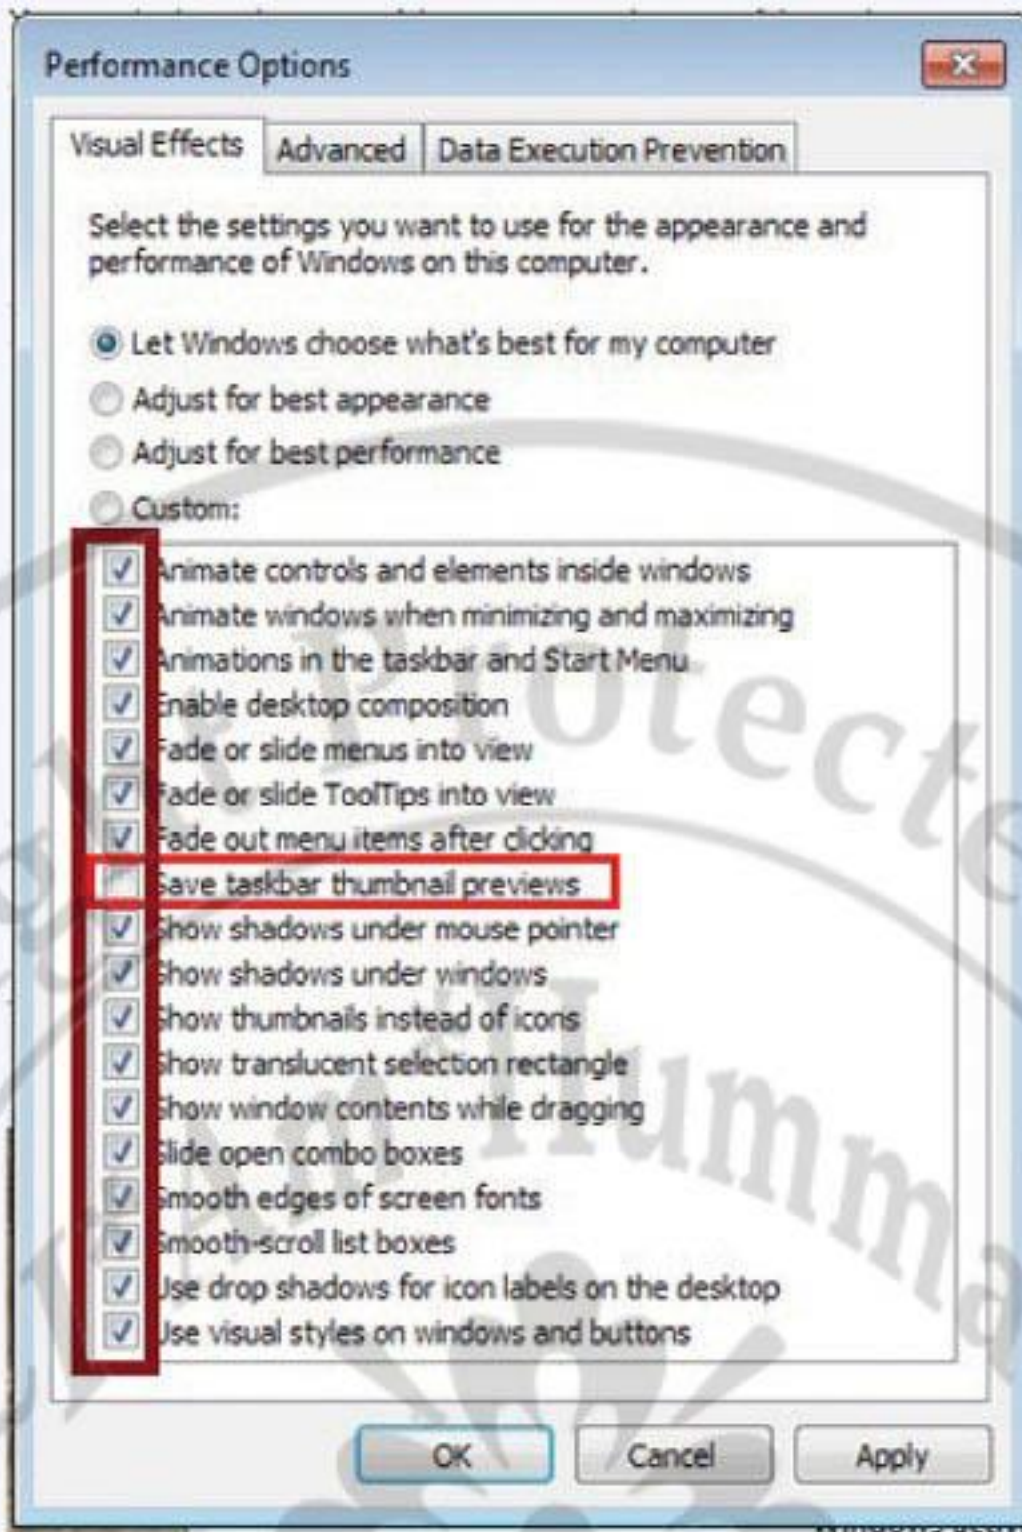 Performance Options
Visual Effects
Advanced
Data Execution Prevention
Select the settings you want to use for the appearance and
performance of Windows on this computer.
Let Windows choose what's best for my computer
Adjust for best appearance
Adjust for best performance
Custom:
Animate controls and elements inside windows
Animate windows when minimizing and maximizing
Animations in the taskbar and Start Menu
Enable desktop composition
Fade or slide menus into view
Fade or slide ToolTips into view
Fade out menu items after clicking
Save taskbar thumbnail previews
Show shadows under mouse pointer
Show shadows under windows
Show thumbnails instead of icons
Show translucent selection rectangle
Show window contents while dragging
Slide open combo boxes
Smooth edges of screen fonts
Smooth-scroll list boxes
Use drop shadows for icon labels on the desktop
Use visual styles on windows and buttons
OK
Cancel
Apply